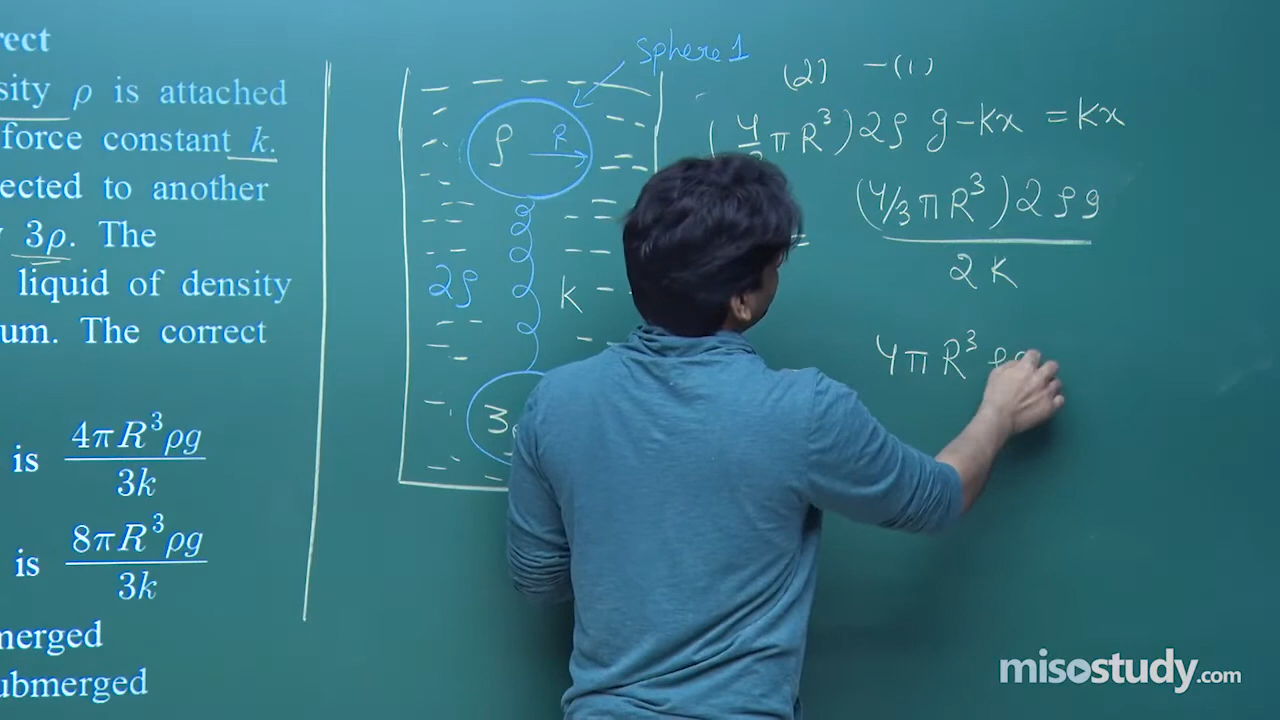 rect
sity ρ is attached
force constant k.
ected to another
3ρ. The
liquid of density
um. The correct
is 4πR³ρg / 3k
is 8πR³ρg / 3k
merged
ubmerged
Sphere 1
ρ R
2ρ k
3
(2) -(1)
(4/ πR³)2ρ g-kx = kx
= (4/3 πR³)2ρg / 2K
4πR³ρ
misostudy.com